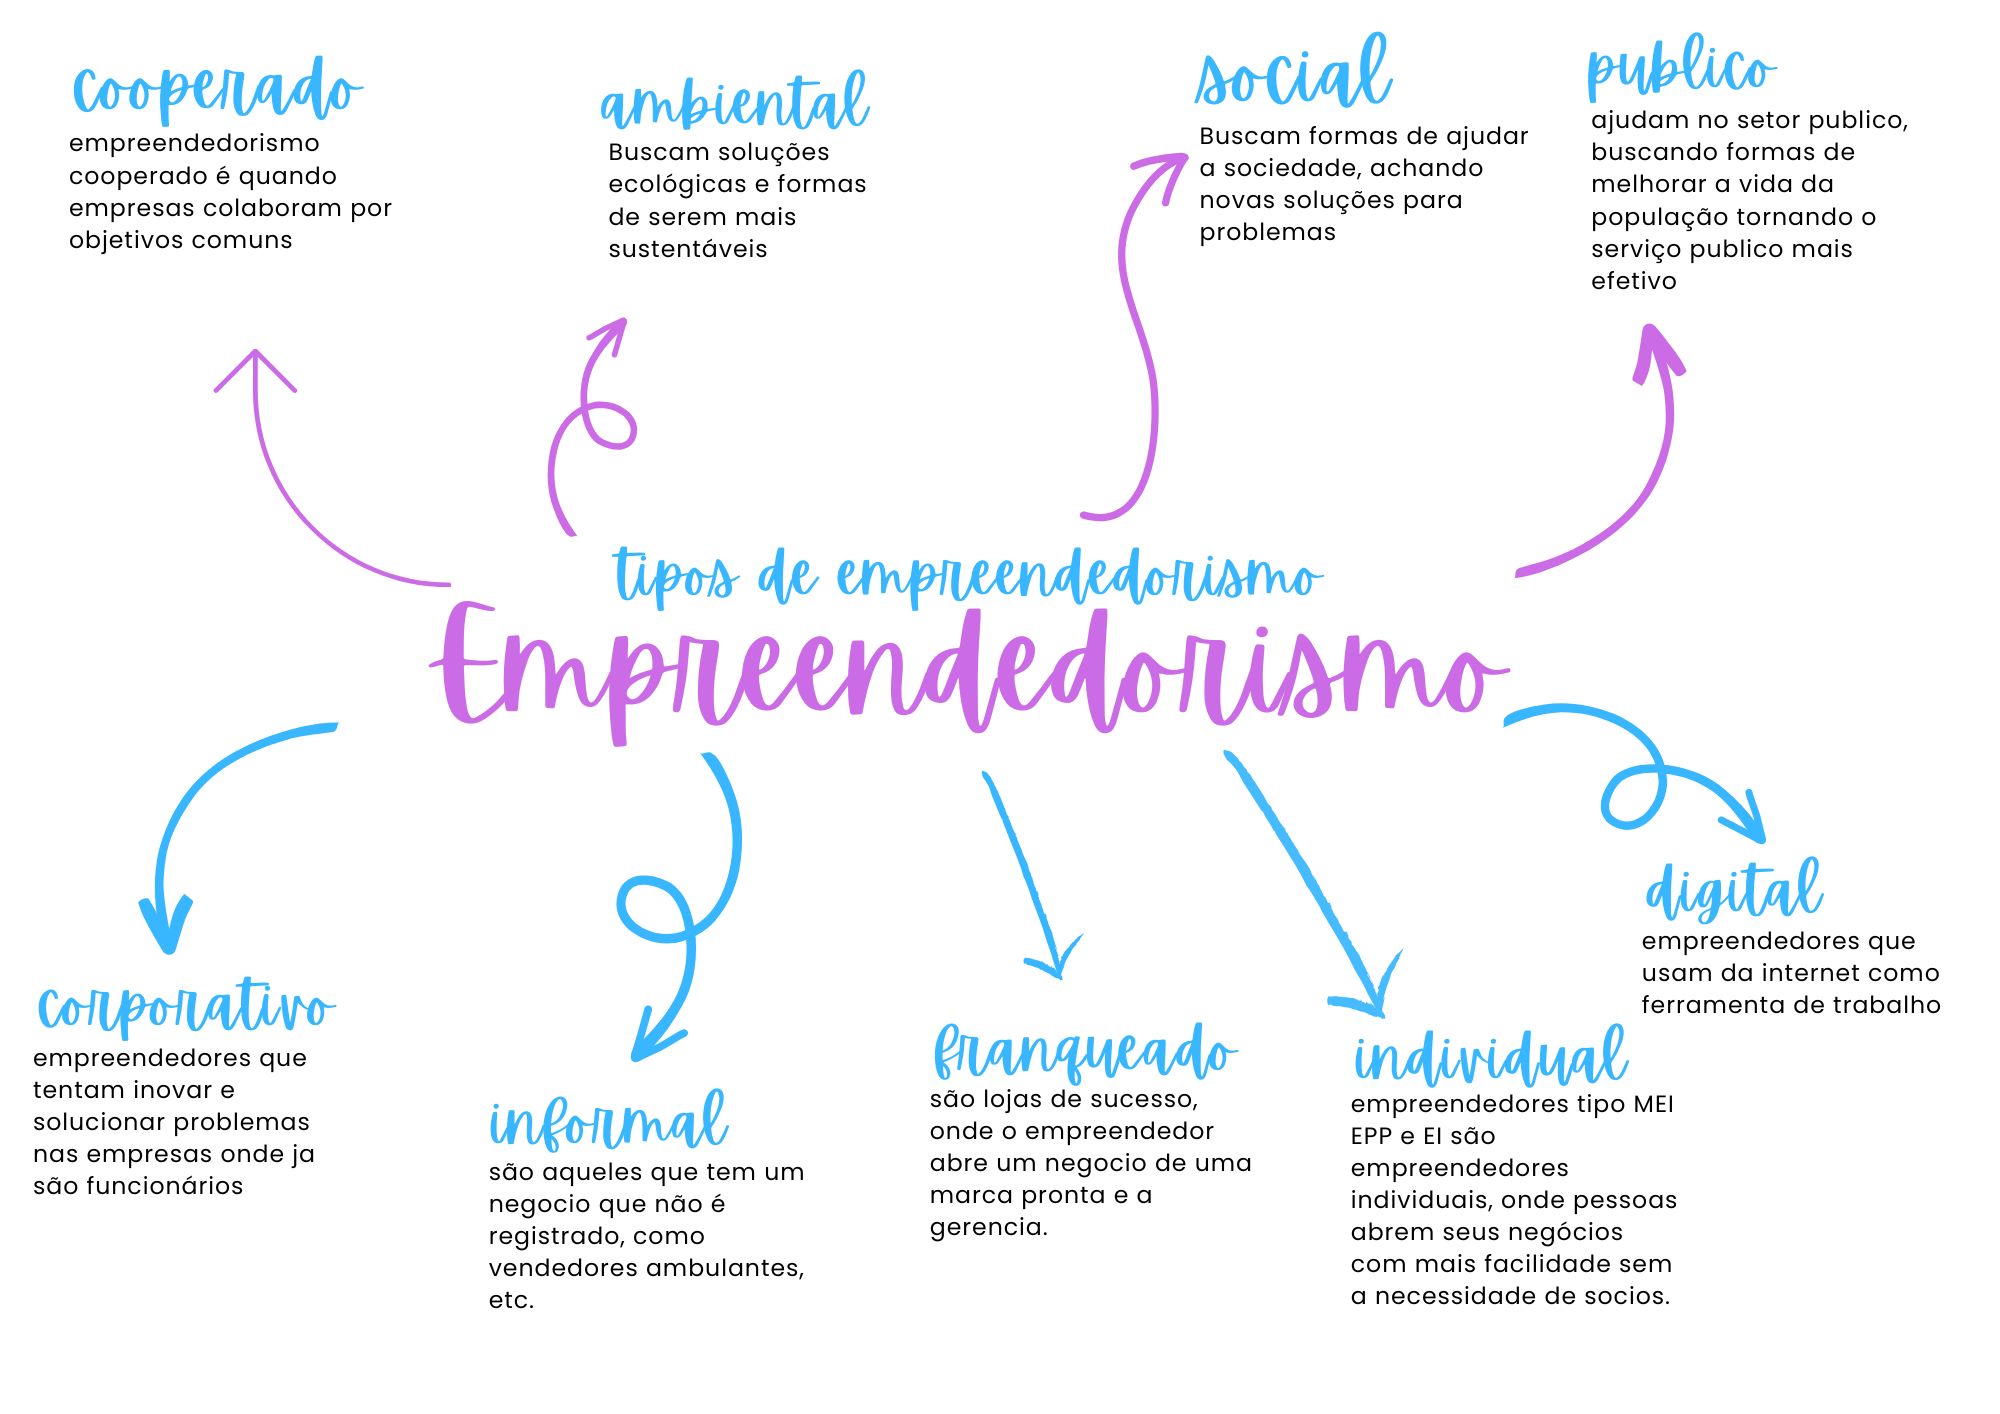 cooperado
empreendedorismo
cooperado é quando
empresas colaboram por
objetivos comuns
ambiental
Buscam soluções
ecológicas e formas
de serem mais
sustentáveis
social
Buscam formas de ajudar
a sociedade, achando
novas soluções para
problemas
publico
ajudam no setor publico,
buscando formas de
melhorar a vida da
população tornando o
serviço publico mais
efetivo
tipos de empreendedorismo
Empreendedorismo
corporativo
empreendedores que
tentam inovar e
solucionar problemas
nas empresas onde ja
são funcionários
informal
são aqueles que tem um
negocio que não é
registrado, como
vendedores ambulantes,
etc.
franqueado
são lojas de sucesso,
onde o empreendedor
abre um negocio de uma
marca pronta e a
gerencia.
individual
empreendedores tipo MEI
EPP e EI são
empreendedores
individuais, onde pessoas
abrem seus negócios
com mais facilidade sem
a necessidade de socios.
digital
empreendedores que
usam da internet como
ferramenta de trabalho